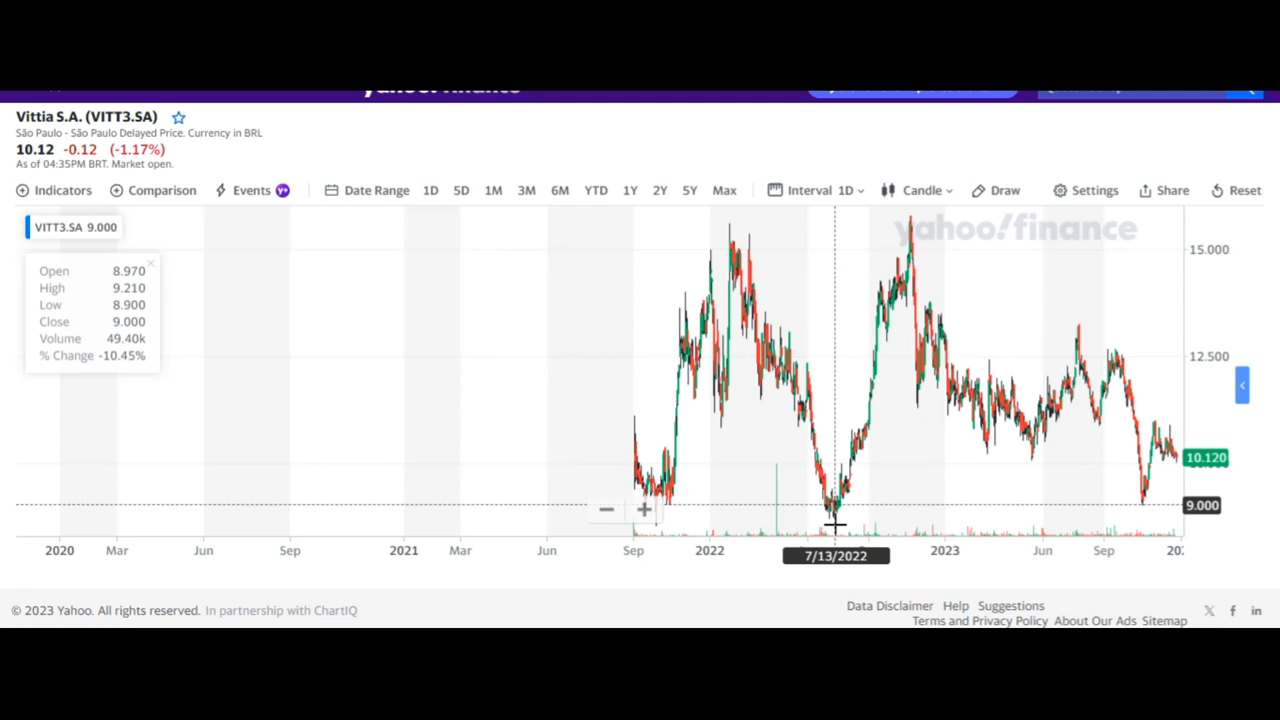 yahoo! finance
Vittia S.A. (VITT3.SA)
São Paulo - São Paulo Delayed Price. Currency in BRL
10.12 -0.12 (-1.17%)
As of 04:35PM BRT. Market open.
Indicators Comparison Events Y+ Date Range 1D 5D 1M 3M 6M YTD 1Y 2Y 5Y Max Interval 1D Candle Draw Settings Share Reset
VITT3.SA 9.000
yahoo!finance
15.000
Open 8.970
High 9.210
Low 8.900
Close 9.000
Volume 49.40k
% Change -10.45%
12.500
10.120
9.000
2020 Mar Jun Sep 2021 Mar Jun Sep 2022 2023 Jun Sep
7/13/2022
© 2023 Yahoo. All rights reserved. In partnership with ChartIQ
Data Disclaimer Help Suggestions
Terms and Privacy Policy About Our Ads Sitemap